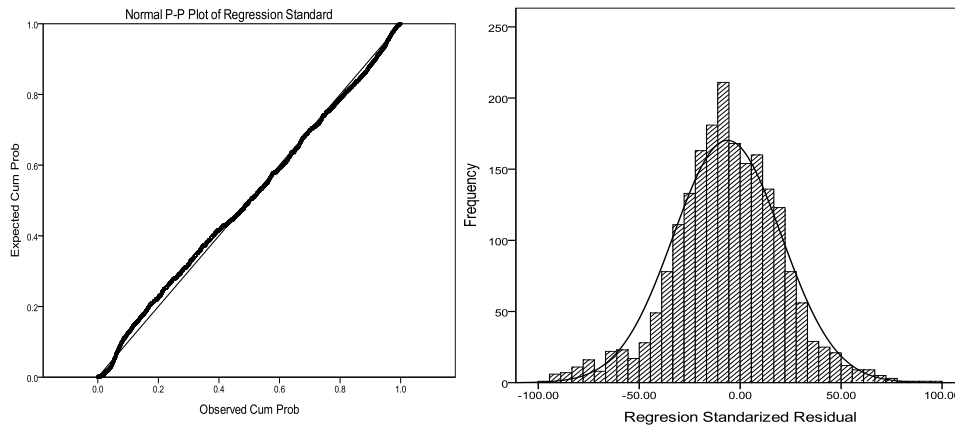 Normal P-P Plot of Regression Standard
1.0
0.8
0.6
0.4
0.2
0.0
Expected Cum Prob
0.0 0.2 0.4 0.6 0.8 1.0
Observed Cum Prob
250
200
150
100
50
0
Frequency
-100.00 -50.00 0.00 50.00 100.00
Regresion Standarized Residual